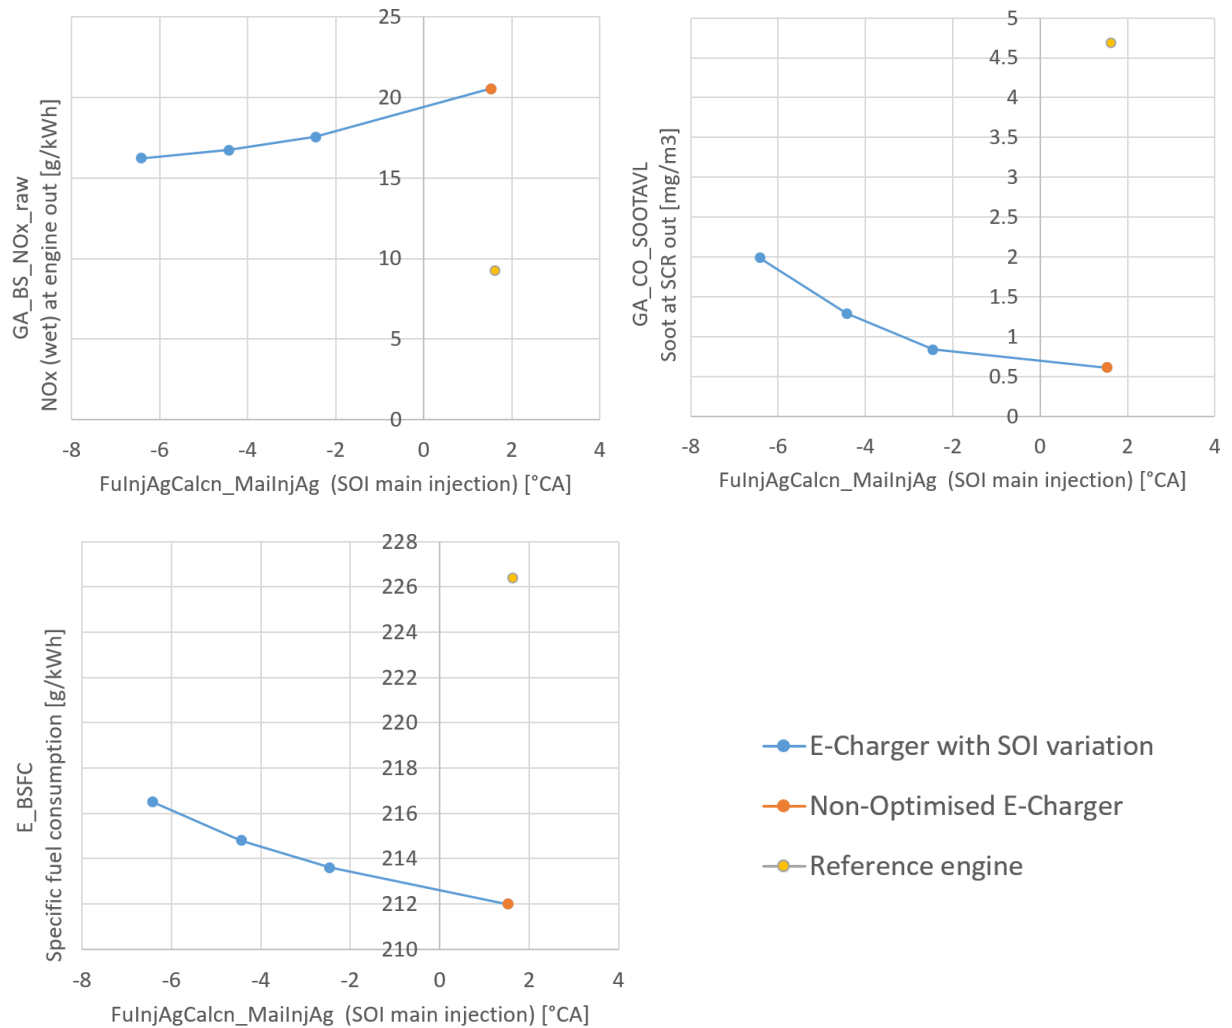 GA_BS_NOx_raw
NOx (wet) at engine out [g/kWh]
25
20
15
10
5
0
-8 -6 -4 -2 0 2 4
FuInjAgCalcn_MaiInjAg (SOI main injection) [°CA]
GA_CO_SOOTAVL
Soot at SCR out [mg/m3]
5
4.5
4
3.5
3
2.5
2
1.5
1
0.5
0
-8 -6 -4 -2 0 2 4
FuInjAgCalcn_MaiInjAg (SOI main injection) [°CA]
E_BSFC
Specific fuel consumption [g/kWh]
228
226
224
222
220
218
216
214
212
210
-8 -6 -4 -2 0 2 4
FuInjAgCalcn_MaiInjAg (SOI main injection) [°CA]
E-Charger with SOI variation
Non-Optimised E-Charger
Reference engine